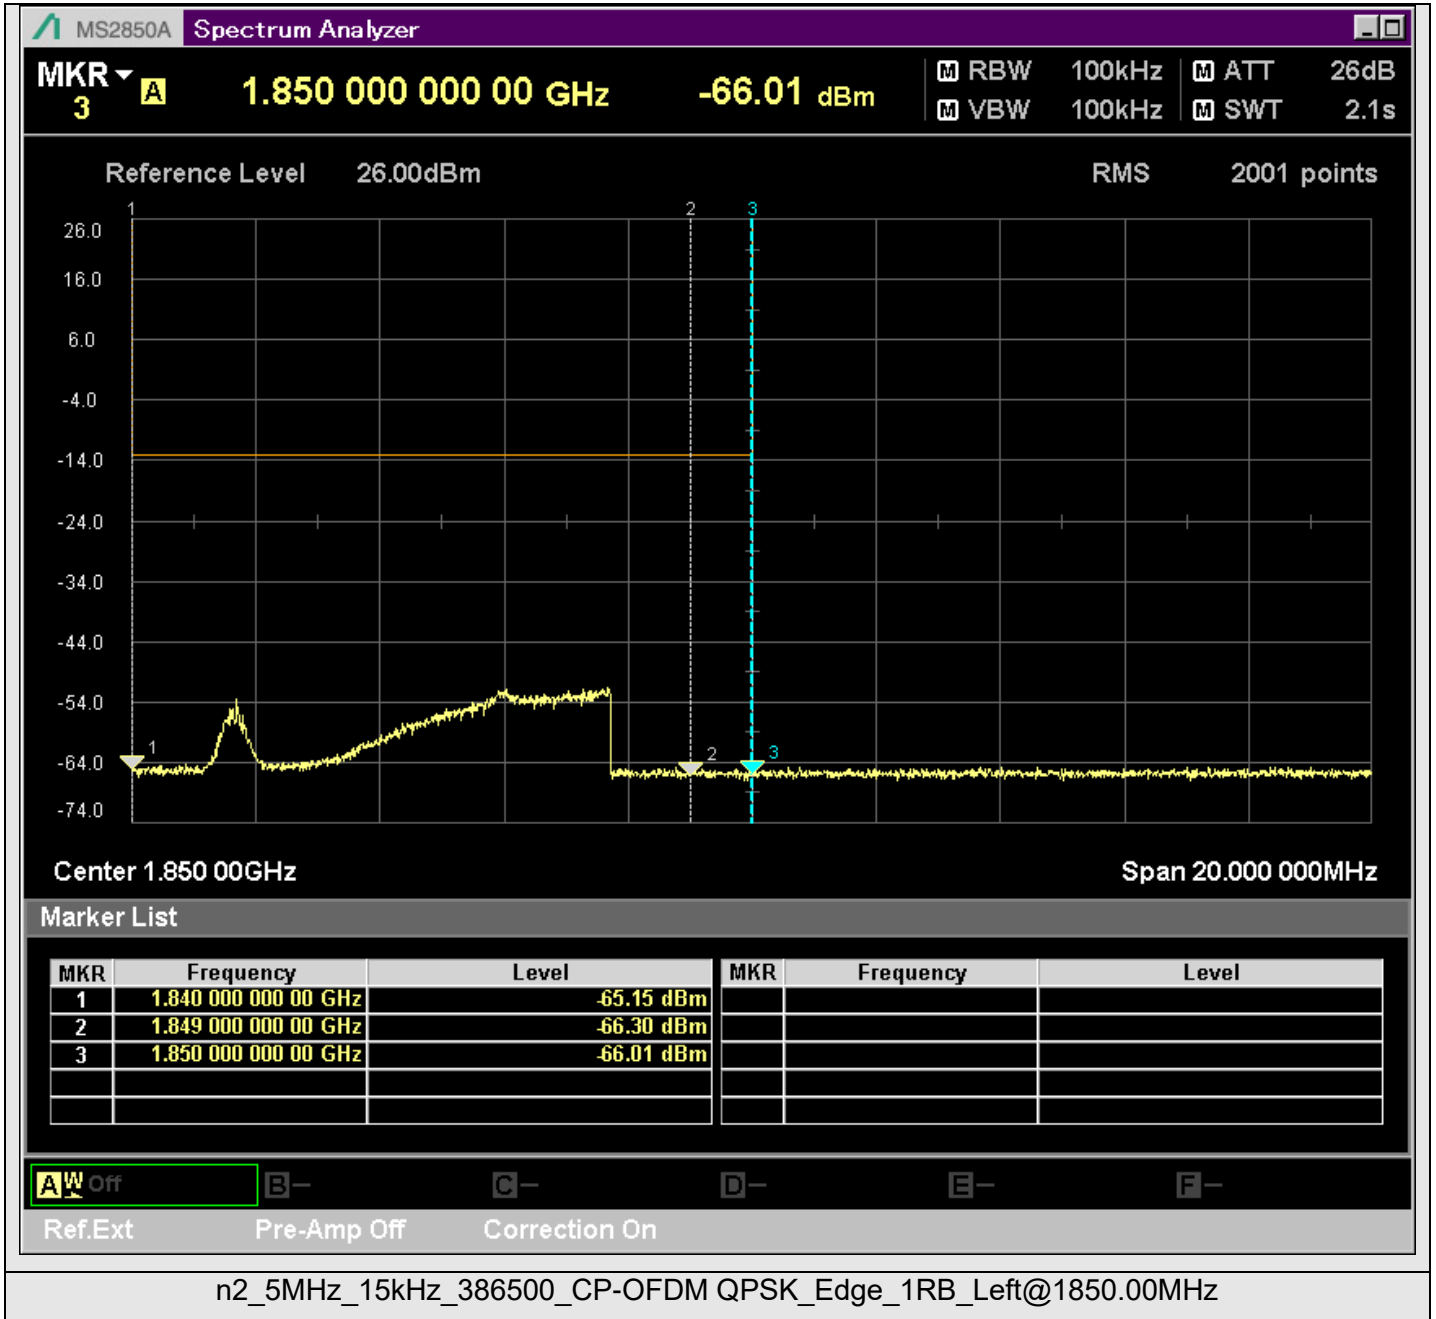 MS2850A Spectrum Analyzer
MKR A 1.850 000 000 00 GHz -66.01 dBm M RBW 100kHz M ATT 26dB
3 M VBW 100kHz M SWT 2.1s
Reference Level 26.00dBm RMS 2001 points
1 2 3
26.0
16.0
6.0
-4.0
-14.0
-24.0
-34.0
-44.0
-54.0
1 2 3
-64.0
-74.0
Center 1.850 00GHz Span 20.000 000MHz
Marker List
MKR Frequency Level MKR Frequency Level
1 1.840 000 000 00 GHz -65.15 dBm
2 1.849 000 000 00 GHz -66.30 dBm
3 1.850 000 000 00 GHz -66.01 dBm
A W Off B— C— D— E— F—
Ref.Ext Pre-Amp Off Correction On
n2_5MHz_15kHz_386500_CP-OFDM QPSK_Edge_1RB_Left@1850.00MHz